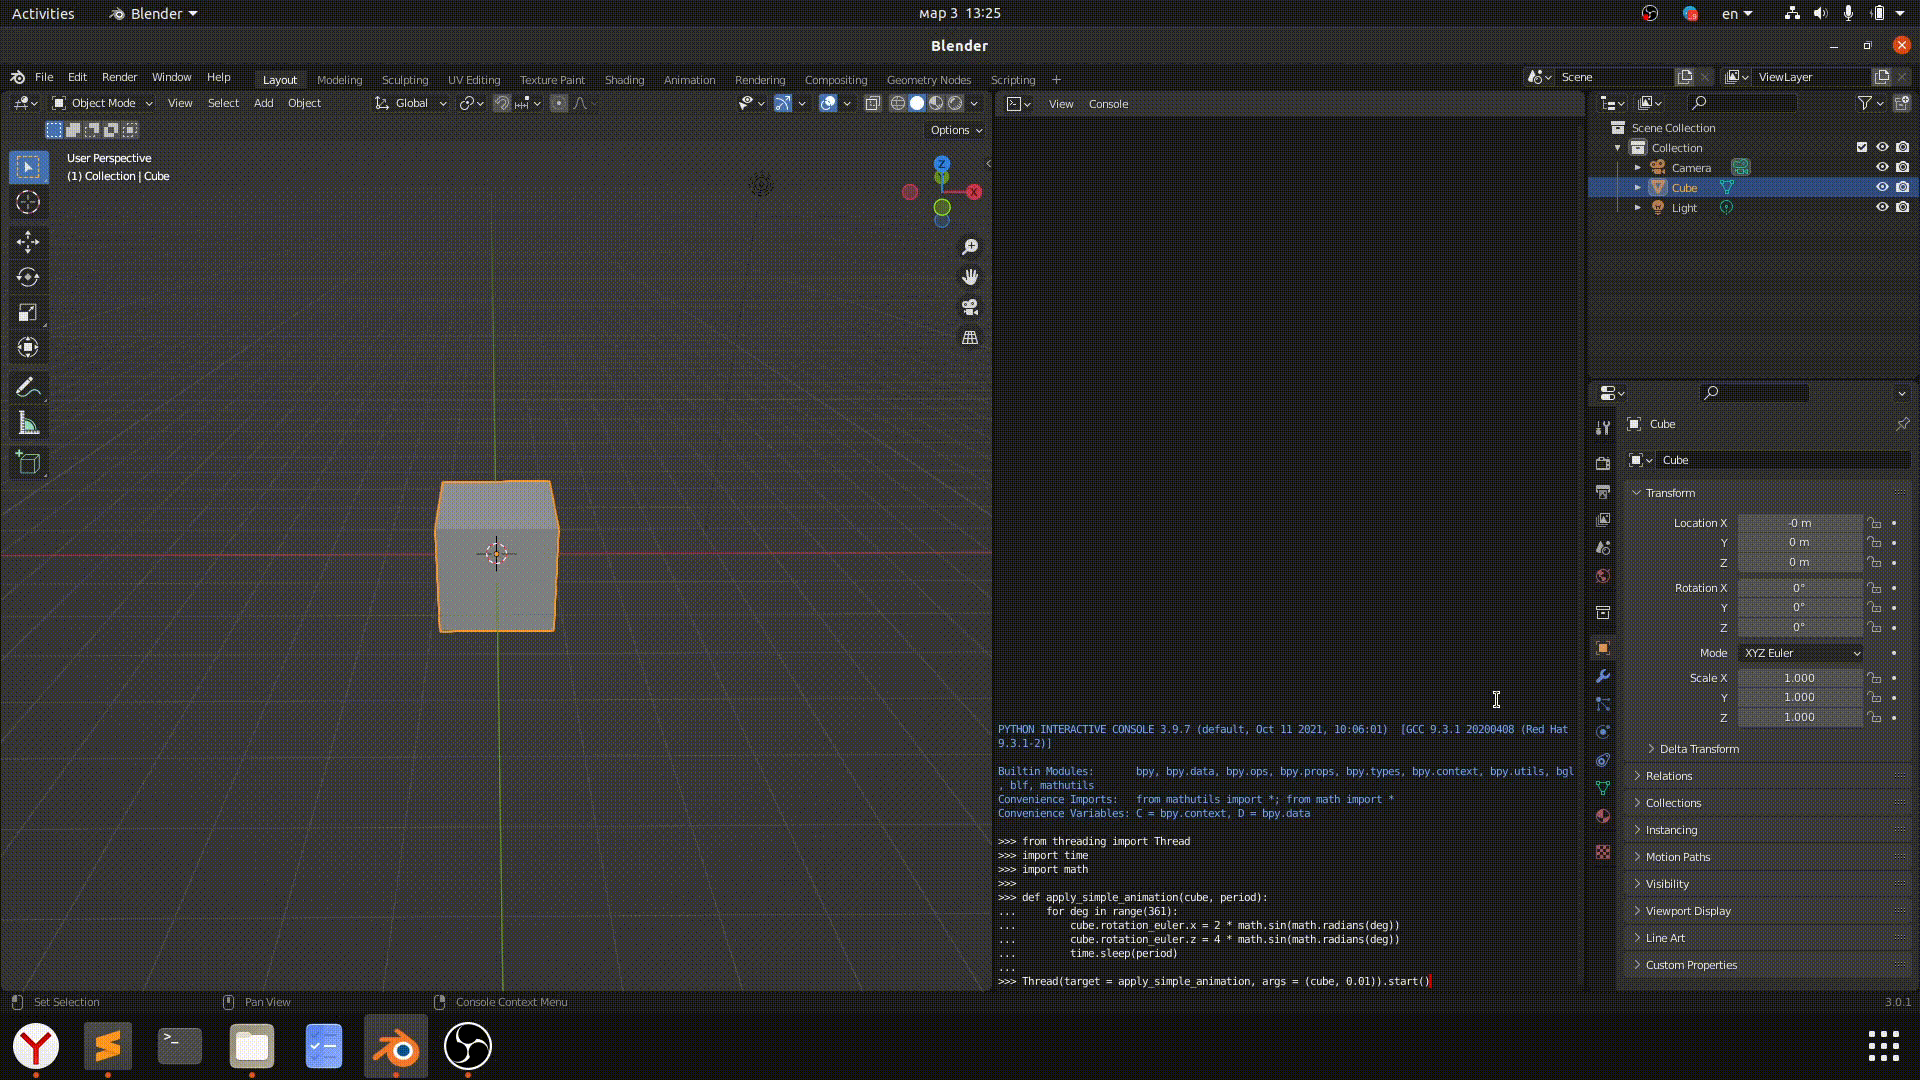 Activities
Blender
мар 3 13:25
en
Blender
File Edit Render Window Help
Layout Modeling Sculpting UV Editing Texture Paint Shading Animation Rendering Compositing Geometry Nodes Scripting +
Scene
ViewLayer
Object Mode View Select Add Object
Global
Options
User Perspective
(1) Collection | Cube
Z
X
View Console
PYTHON INTERACTIVE CONSOLE 3.9.7 (default, Oct 11 2021, 10:06:01)  [GCC 9.3.1 20200408 (Red Hat
9.3.1-2)]
Builtin Modules:       bpy, bpy.data, bpy.ops, bpy.props, bpy.types, bpy.context, bpy.utils, bgl
, blf, mathutils
Convenience Imports:   from mathutils import *; from math import *
Convenience Variables: C = bpy.context, D = bpy.data
>>> from threading import Thread
>>> import time
>>> import math
>>>
>>> def apply_simple_animation(cube, period):
...     for deg in range(361):
...         cube.rotation_euler.x = 2 * math.sin(math.radians(deg))
...         cube.rotation_euler.z = 4 * math.sin(math.radians(deg))
...         time.sleep(period)
...
>>> Thread(target = apply_simple_animation, args = (cube, 0.01)).start()
Scene Collection
Collection
Camera
Cube
Light
Cube
Cube
Transform
Location X -0 m
Y 0 m
Z 0 m
Rotation X 0°
Y 0°
Z 0°
Mode XYZ Euler
Scale X 1.000
Y 1.000
Z 1.000
Delta Transform
Relations
Collections
Instancing
Motion Paths
Visibility
Viewport Display
Line Art
Custom Properties
Set Selection
Pan View
Console Context Menu
3.0.1